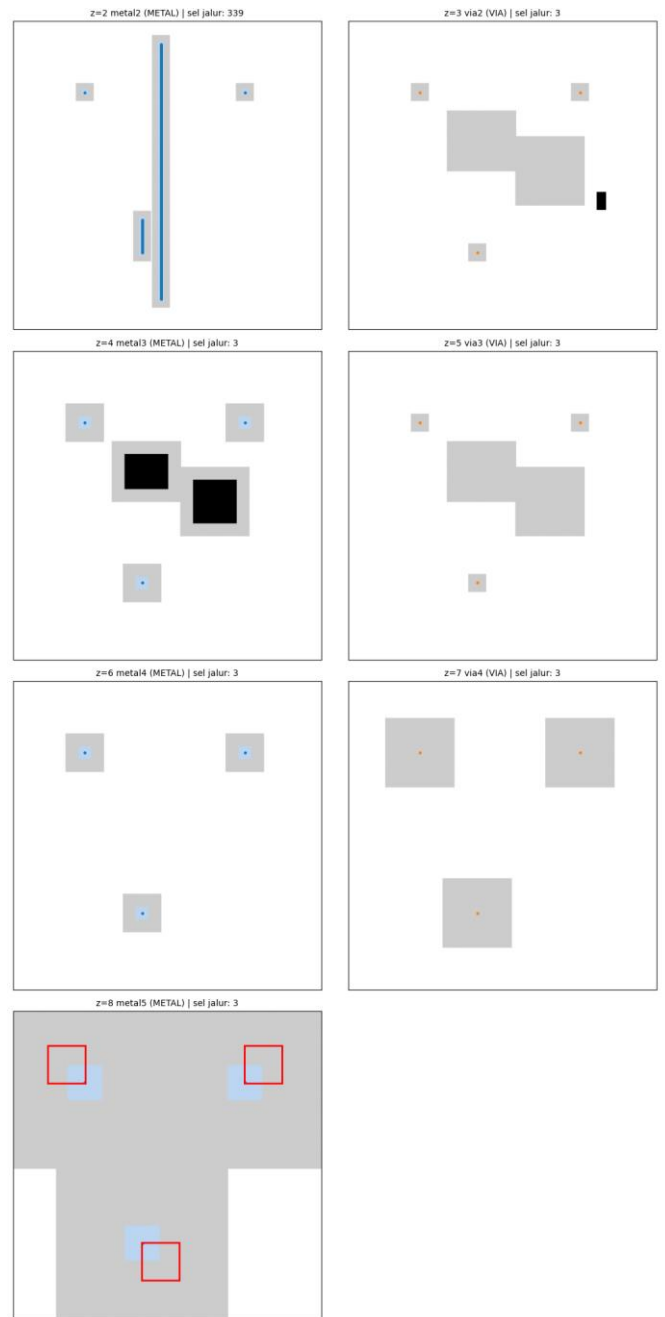 z=2 metal2 (METAL) | sel jalur: 339
z=3 via2 (VIA) | sel jalur: 3
z=4 metal3 (METAL) | sel jalur: 3
z=5 via3 (VIA) | sel jalur: 3
z=6 metal4 (METAL) | sel jalur: 3
z=7 via4 (VIA) | sel jalur: 3
z=8 metal5 (METAL) | sel jalur: 3